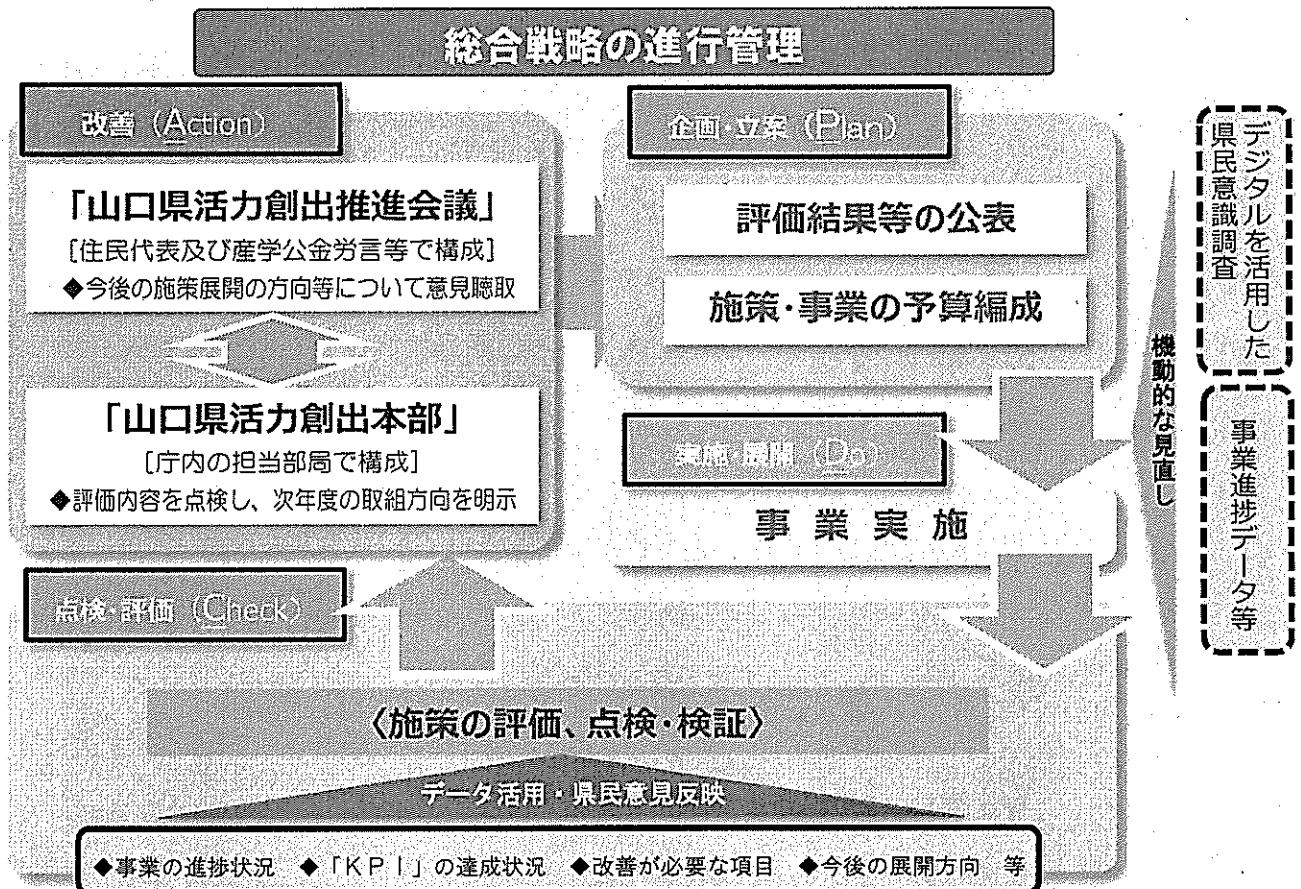 総合戦略の進行管理
改善（Action）
「山口県活力創出推進会議」
［住民代表及び産学公金労言等で構成］
◆今後の施策展開の方向等について意見聴取
「山口県活力創出本部」
［庁内の担当部局で構成］
◆評価内容を点検し、次年度の取組方向を明示
企画・立案（Plan）
評価結果等の公表
施策・事業の予算編成
実施・展開（Do）
事業実施
点検・評価（Check）
〈施策の評価、点検・検証〉
データ活用・県民意見反映
◆事業の進捗状況　◆「KPI」の達成状況　◆改善が必要な項目　◆今後の展開方向　等
機動的な見直し
デジタルを活用した
県民意識調査
事業進捗データ等